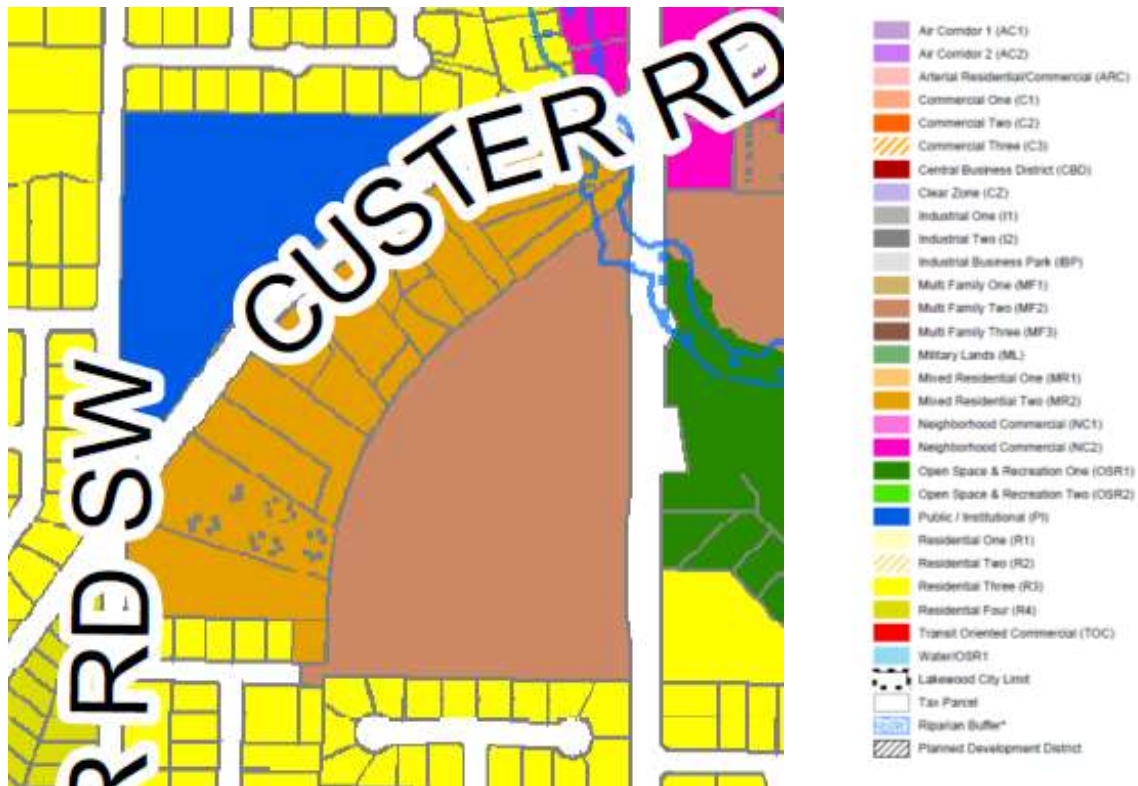 CUSTER RD
R RD SW
Air Corridor 1 (AC1)
Air Corridor 2 (AC2)
Arterial Residential/Commercial (ARC)
Commercial One (C1)
Commercial Two (C2)
Commercial Three (C3)
Central Business District (CBD)
Clear Zone (CZ)
Industrial One (I1)
Industrial Two (I2)
Industrial Business Park (IBP)
Multi Family One (MF1)
Multi Family Two (MF2)
Multi Family Three (MF3)
Military Lands (ML)
Mixed Residential One (MR1)
Mixed Residential Two (MR2)
Neighborhood Commercial (NC1)
Neighborhood Commercial (NC2)
Open Space & Recreation One (OSR1)
Open Space & Recreation Two (OSR2)
Public / Institutional (PI)
Residential One (R1)
Residential Two (R2)
Residential Three (R3)
Residential Four (R4)
Transit Oriented Commercial (TOC)
Water/OSR1
Lakewood City Limit
Tax Parcel
Riparian Buffer*
Planned Development District